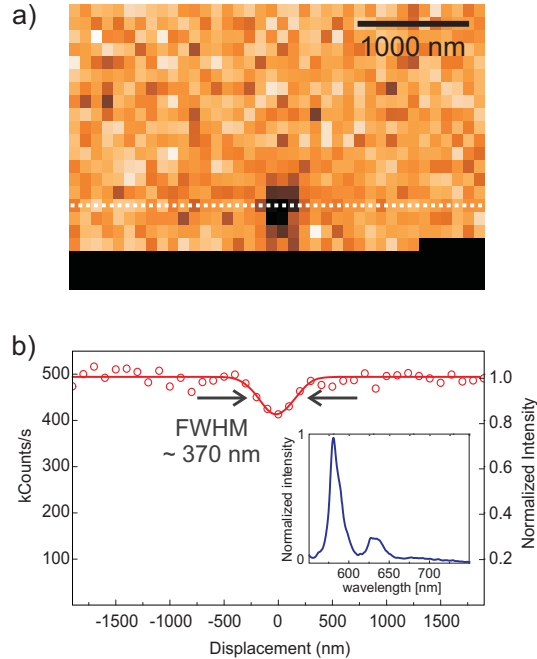 a)
1000 nm
b)
500
400
300
200
100
kCounts/s
FWHM
~ 370 nm
1.0
0.8
0.6
0.4
0.2
Normalized Intensity
1
0
Normalized intensity
600
650
700
wavelength [nm]
-1500
-1000
-500
0
500
1000
1500
Displacement (nm)